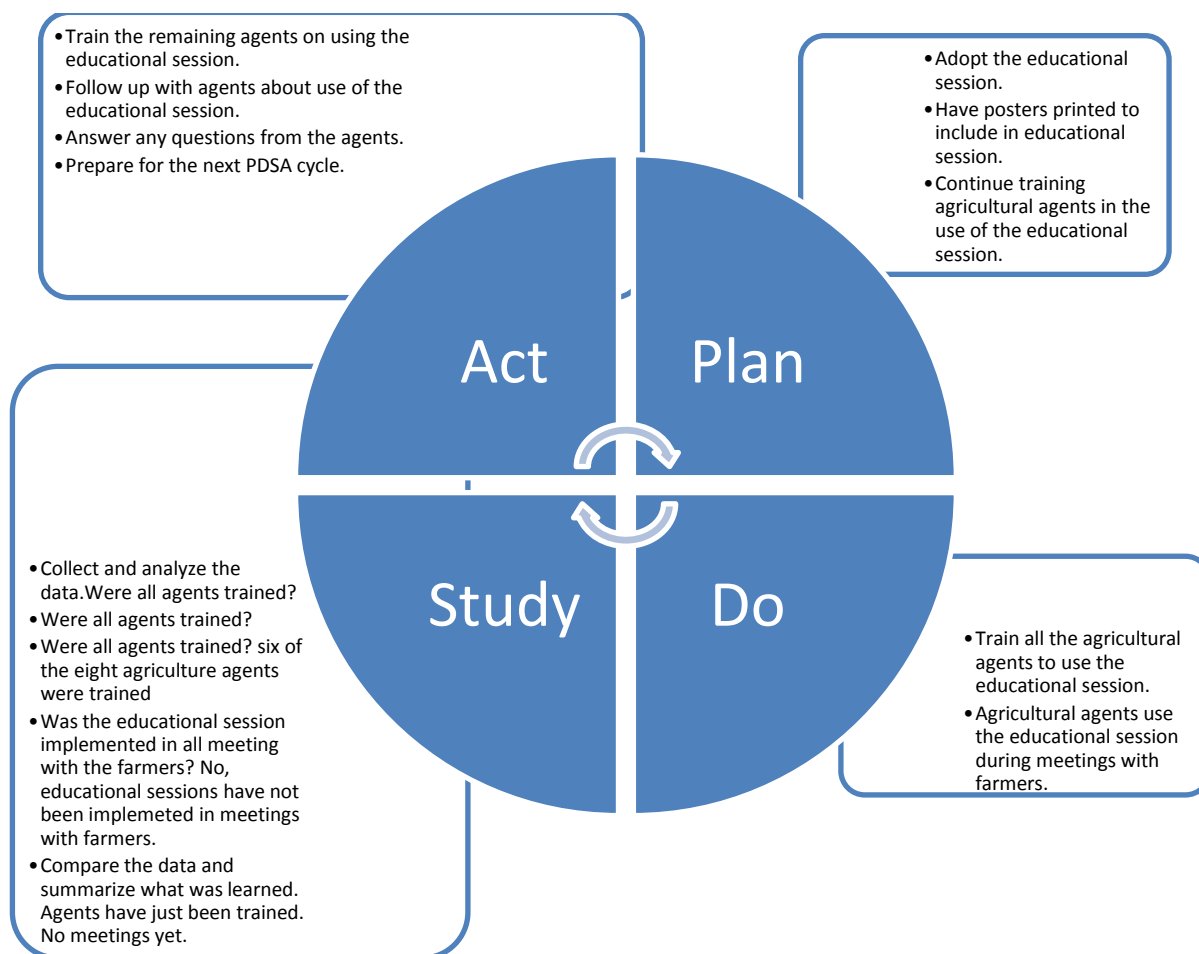 •Train the remaining agents on using the
educational session.
•Follow up with agents about use of the
educational session.
•Answer any questions from the agents.
•Prepare for the next PDSA cycle.
•Adopt the educational
session.
•Have posters printed to
include in educational
session.
•Continue training
agricultural agents in the
use of the educational
session.
Act
Plan
Study
Do
•Collect and analyze the
data.Were all agents trained?
•Were all agents trained?
•Were all agents trained? six of
the eight agriculture agents
were trained
•Was the educational session
implemented in all meeting
with the farmers? No,
educational sessions have not
been implemeted in meetings
with farmers.
•Compare the data and
summarize what was learned.
Agents have just been trained.
No meetings yet.
•Train all the agricultural
agents to use the
educational session.
•Agricultural agents use
the educational session
during meetings with
farmers.